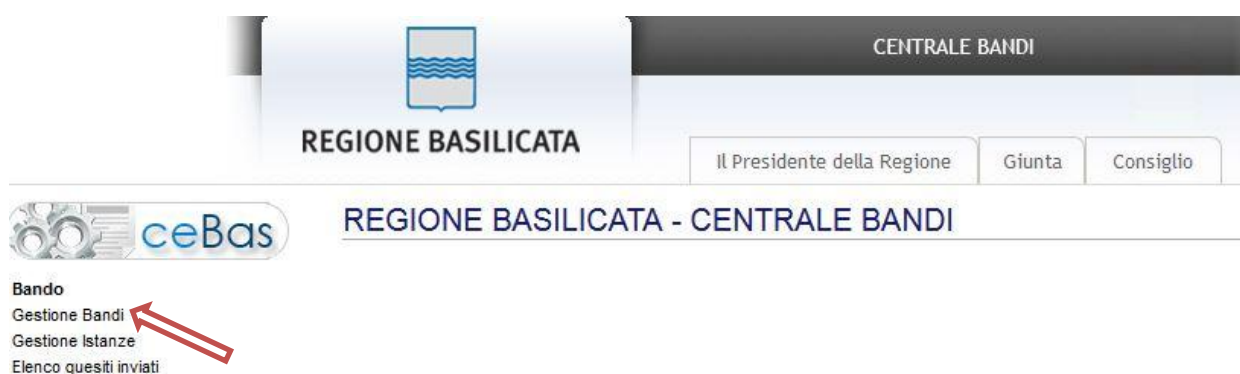 CENTRALE BANDI
REGIONE BASILICATA
Il Presidente della Regione
Giunta
Consiglio
ceBas
REGIONE BASILICATA - CENTRALE BANDI
Bando
Gestione Bandi
Gestione Istanze
Elenco quesiti inviati